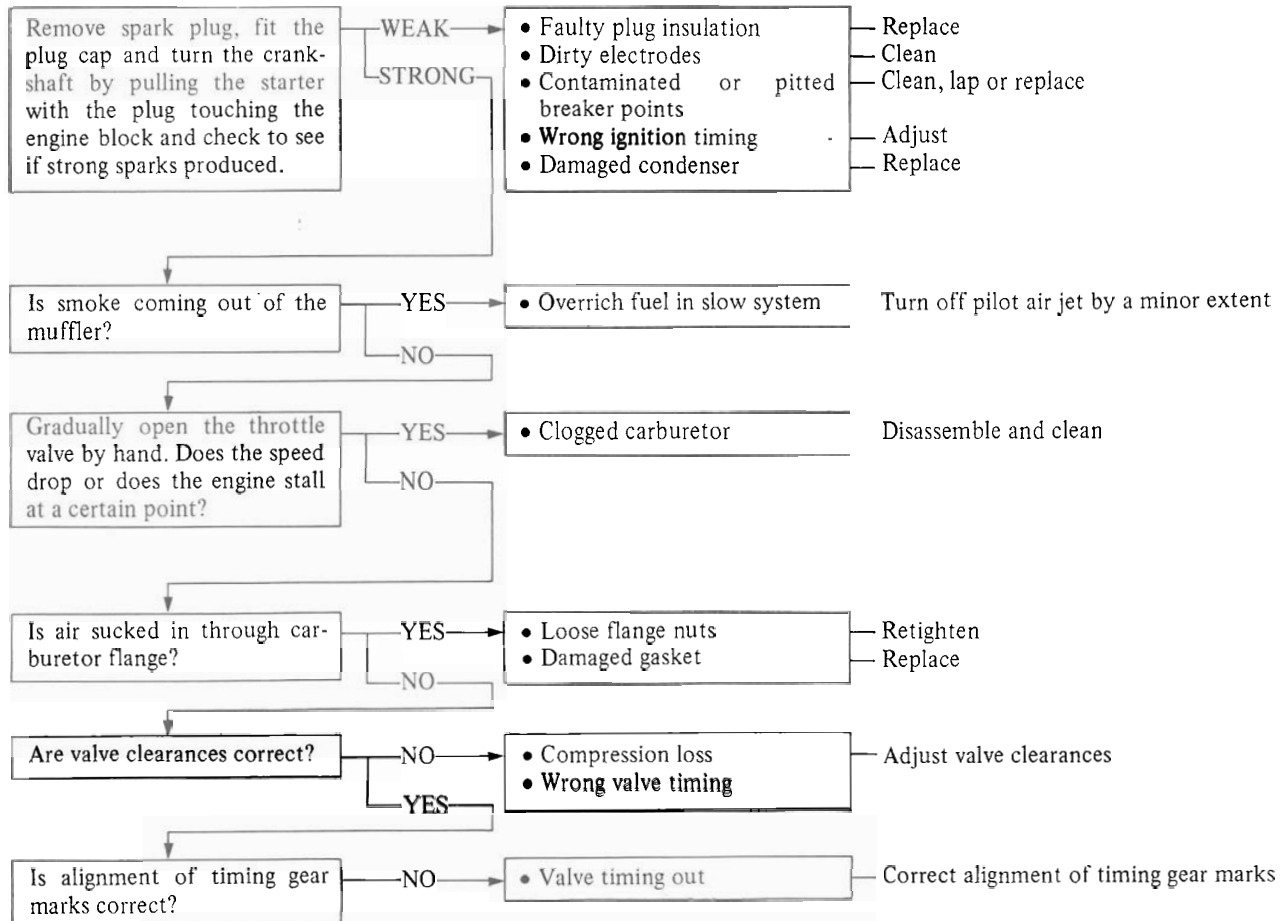 Remove spark plug, fit the
plug cap and turn the crank-
shaft by pulling the starter
with the plug touching the
engine block and check to see
if strong sparks produced.
WEAK
STRONG
• Faulty plug insulation
• Dirty electrodes
• Contaminated or pitted
breaker points
• Wrong ignition timing
• Damaged condenser
Replace
Clean
Clean, lap or replace
Adjust
Replace
Is smoke coming out of the
muffler?
YES
NO
• Overrich fuel in slow system
Turn off pilot air jet by a minor extent
Gradually open the throttle
valve by hand. Does the speed
drop or does the engine stall
at a certain point?
YES
NO
• Clogged carburetor
Disassemble and clean
Is air sucked in through car-
buretor flange?
YES
NO
• Loose flange nuts
• Damaged gasket
Retighten
Replace
Are valve clearances correct?
NO
YES
• Compression loss
• Wrong valve timing
Adjust valve clearances
Is alignment of timing gear
marks correct?
NO
• Valve timing out
Correct alignment of timing gear marks